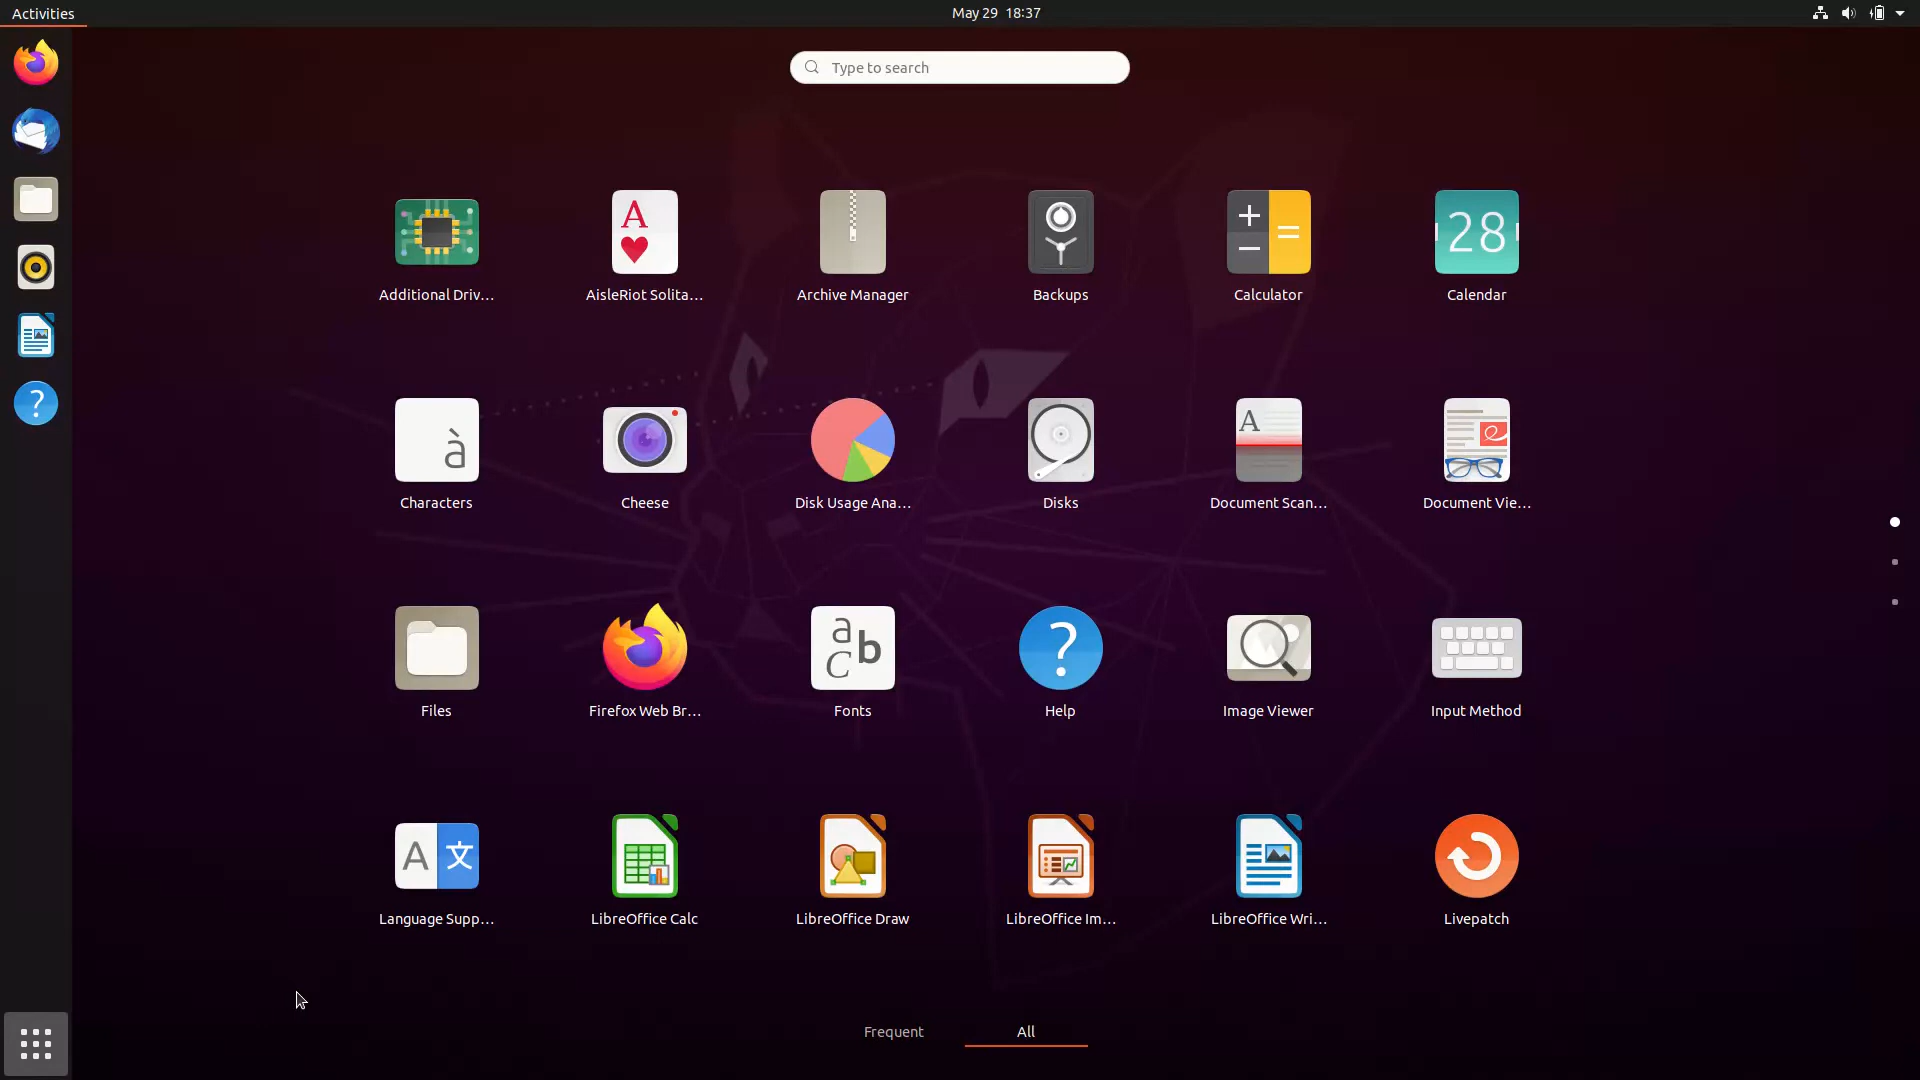 Activities
May 29 18:37
Type to search
Additional Driv...
AisleRiot Solita...
Archive Manager
Backups
Calculator
28
Calendar
Characters
Cheese
Disk Usage Ana...
Disks
Document Scan...
Document Vie...
Files
Firefox Web Br...
Fonts
Help
Image Viewer
Input Method
Language Supp...
LibreOffice Calc
LibreOffice Draw
LibreOffice Im...
LibreOffice Wri...
Livepatch
Frequent
All